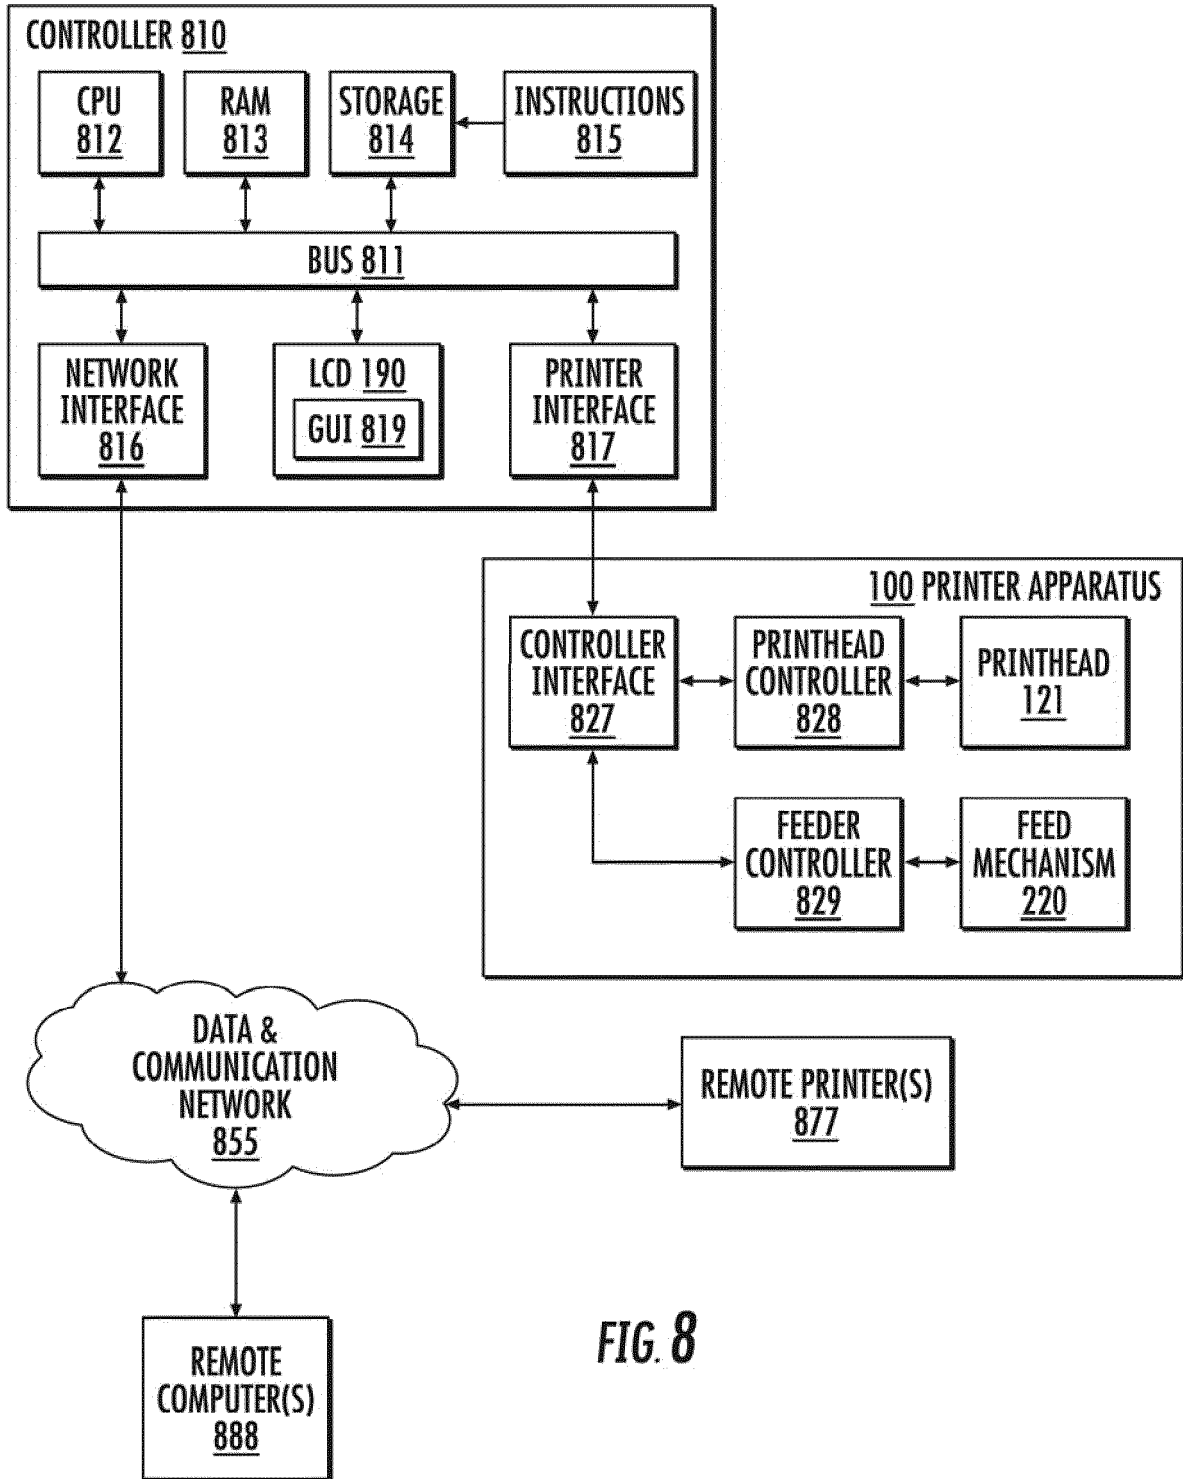 CONTROLLER 810
CPU
812
RAM
813
STORAGE
814
INSTRUCTIONS
815
BUS 811
NETWORK
INTERFACE
816
LCD 190
GUI 819
PRINTER
INTERFACE
817
100 PRINTER APPARATUS
CONTROLLER
INTERFACE
827
PRINTHEAD
CONTROLLER
828
PRINTHEAD
121
FEEDER
CONTROLLER
829
FEED
MECHANISM
220
DATA &
COMMUNICATION
NETWORK
855
REMOTE PRINTER(S)
877
REMOTE
COMPUTER(S)
888
FIG. 8